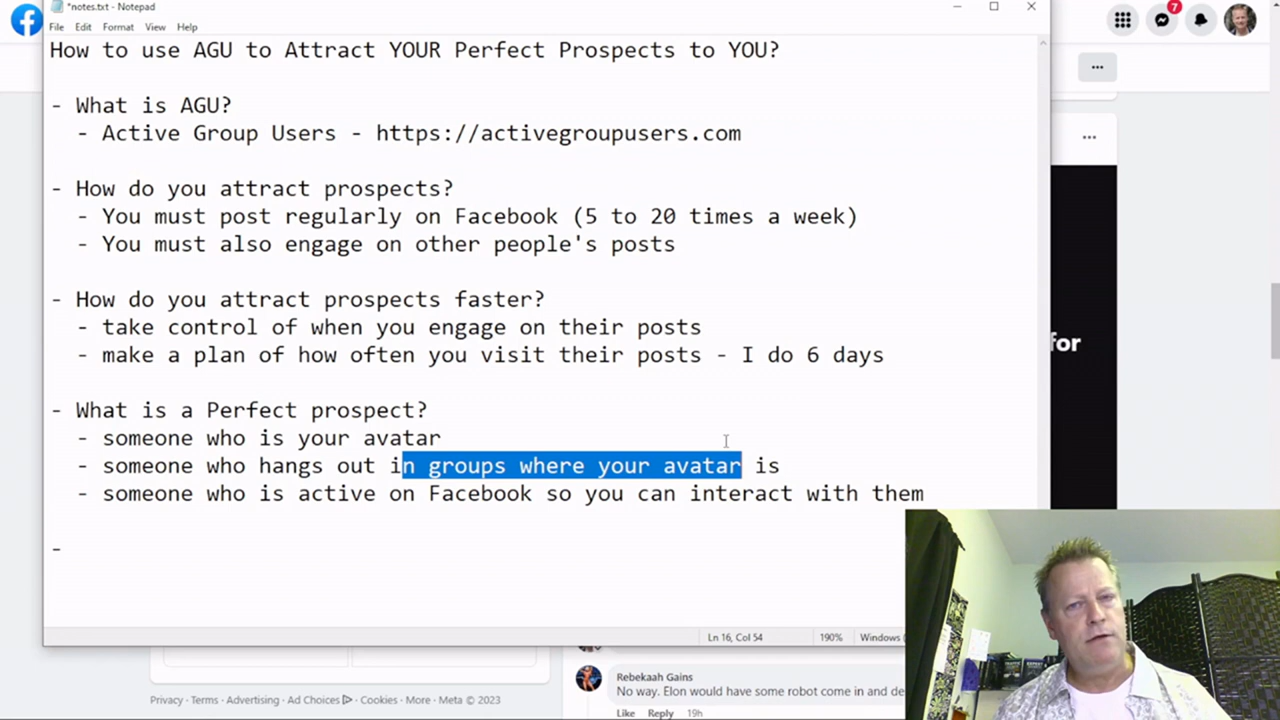 *notes.txt - Notepad
7
File Edit Format View Help
How to use AGU to Attract YOUR Perfect Prospects to YOU?
- What is AGU?
- Active Group Users - https://activegroupusers.com
- How do you attract prospects?
- You must post regularly on Facebook (5 to 20 times a week)
- You must also engage on other people's posts
- How do you attract prospects faster?
- take control of when you engage on their posts
- make a plan of how often you visit their posts - I do 6 days
for
- What is a Perfect prospect?
- someone who is your avatar
- someone who hangs out in groups where your avatar is
- someone who is active on Facebook so you can interact with them
-
Ln 16, Col 54 190% Windows (
Rebekaah Gains
No way. Elon would have some robot come in and de
Like Reply 19h
Privacy · Terms · Advertising · Ad Choices · Cookies · More · Meta © 2023